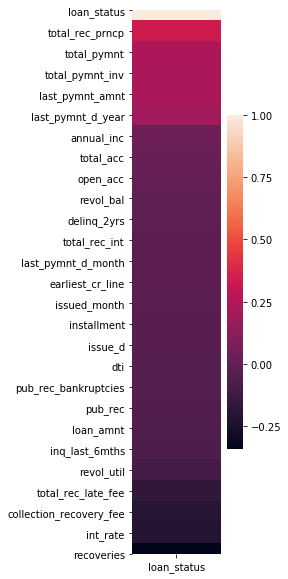 loan_status
total_rec_prncp
total_pymnt
total_pymnt_inv
last_pymnt_amnt
last_pymnt_d_year
annual_inc
total_acc
open_acc
revol_bal
delinq_2yrs
total_rec_int
last_pymnt_d_month
earliest_cr_line
issued_month
installment
issue_d
dti
pub_rec_bankruptcies
pub_rec
loan_amnt
inq_last_6mths
revol_util
total_rec_late_fee
collection_recovery_fee
int_rate
recoveries
loan_status
1.00
0.75
0.50
0.25
0.00
−0.25